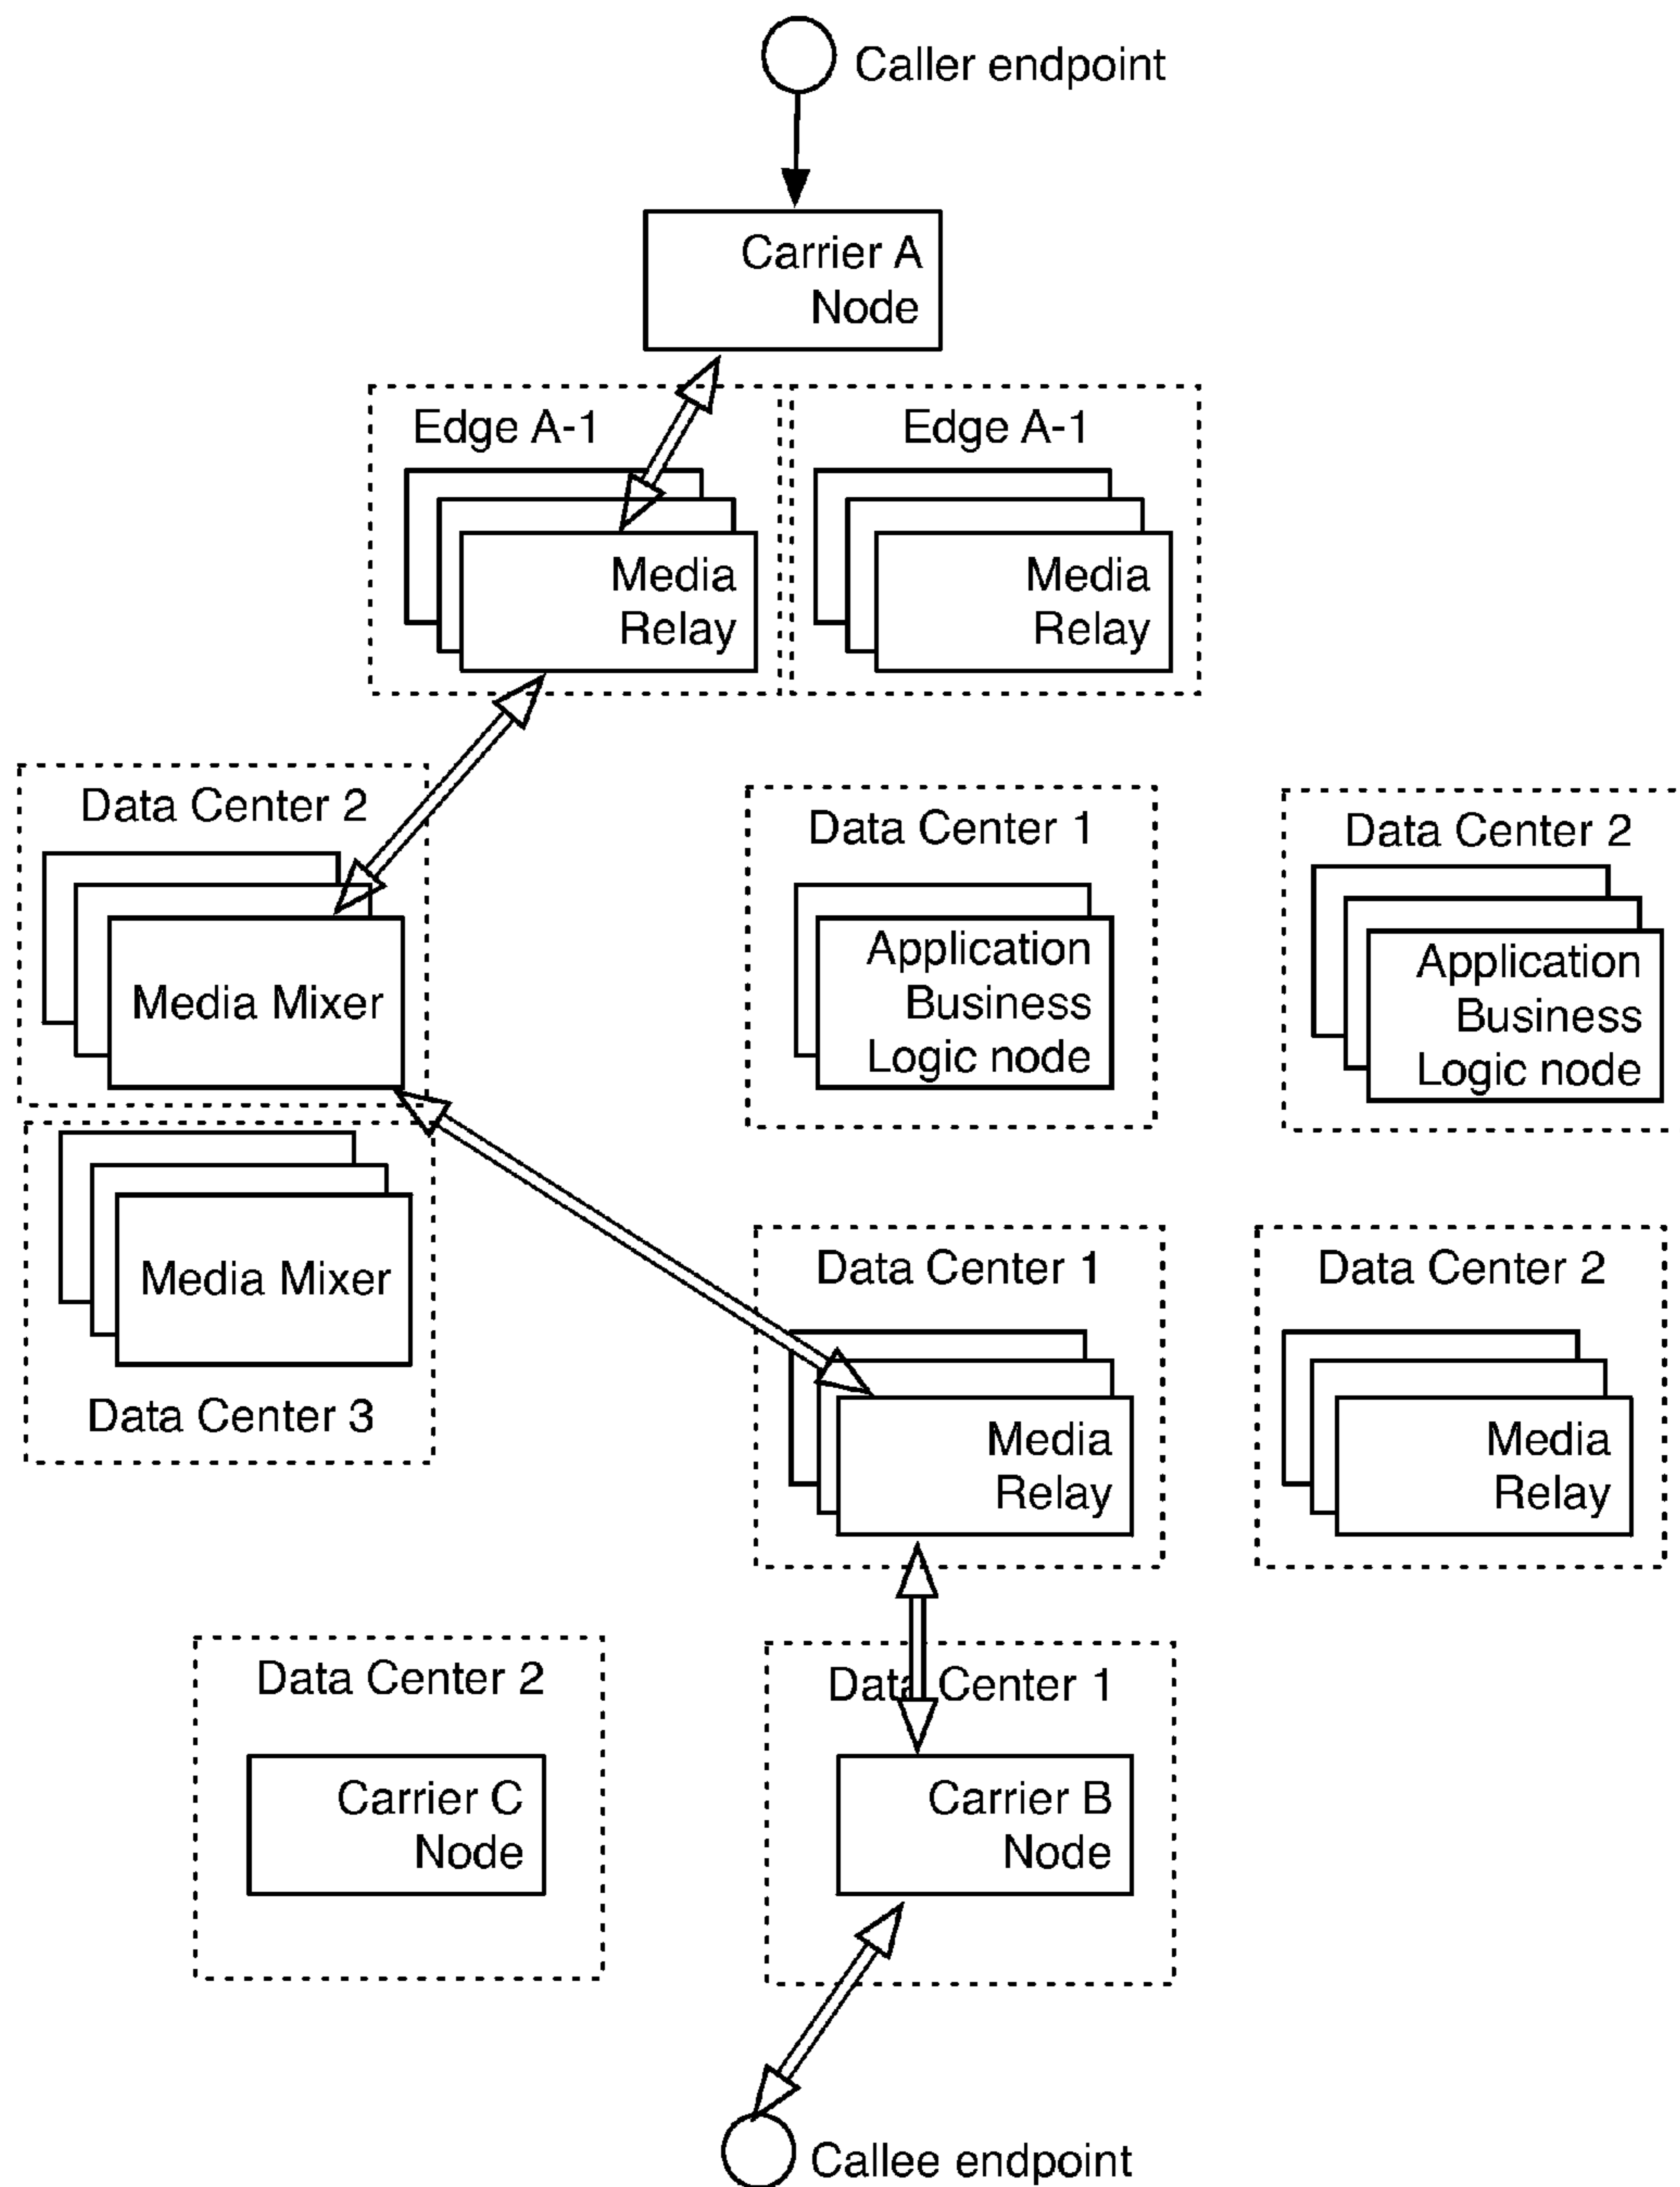 Caller endpoint
Carrier A
Node
Edge A-1
Edge A-1
Media
Relay
Media
Relay
Data Center 2
Media Mixer
Data Center 1
Application
Business
Logic node
Data Center 2
Application
Business
Logic node
Media Mixer
Data Center 3
Data Center 1
Media
Relay
Data Center 2
Media
Relay
Data Center 2
Carrier C
Node
Data Center 1
Carrier B
Node
Callee endpoint